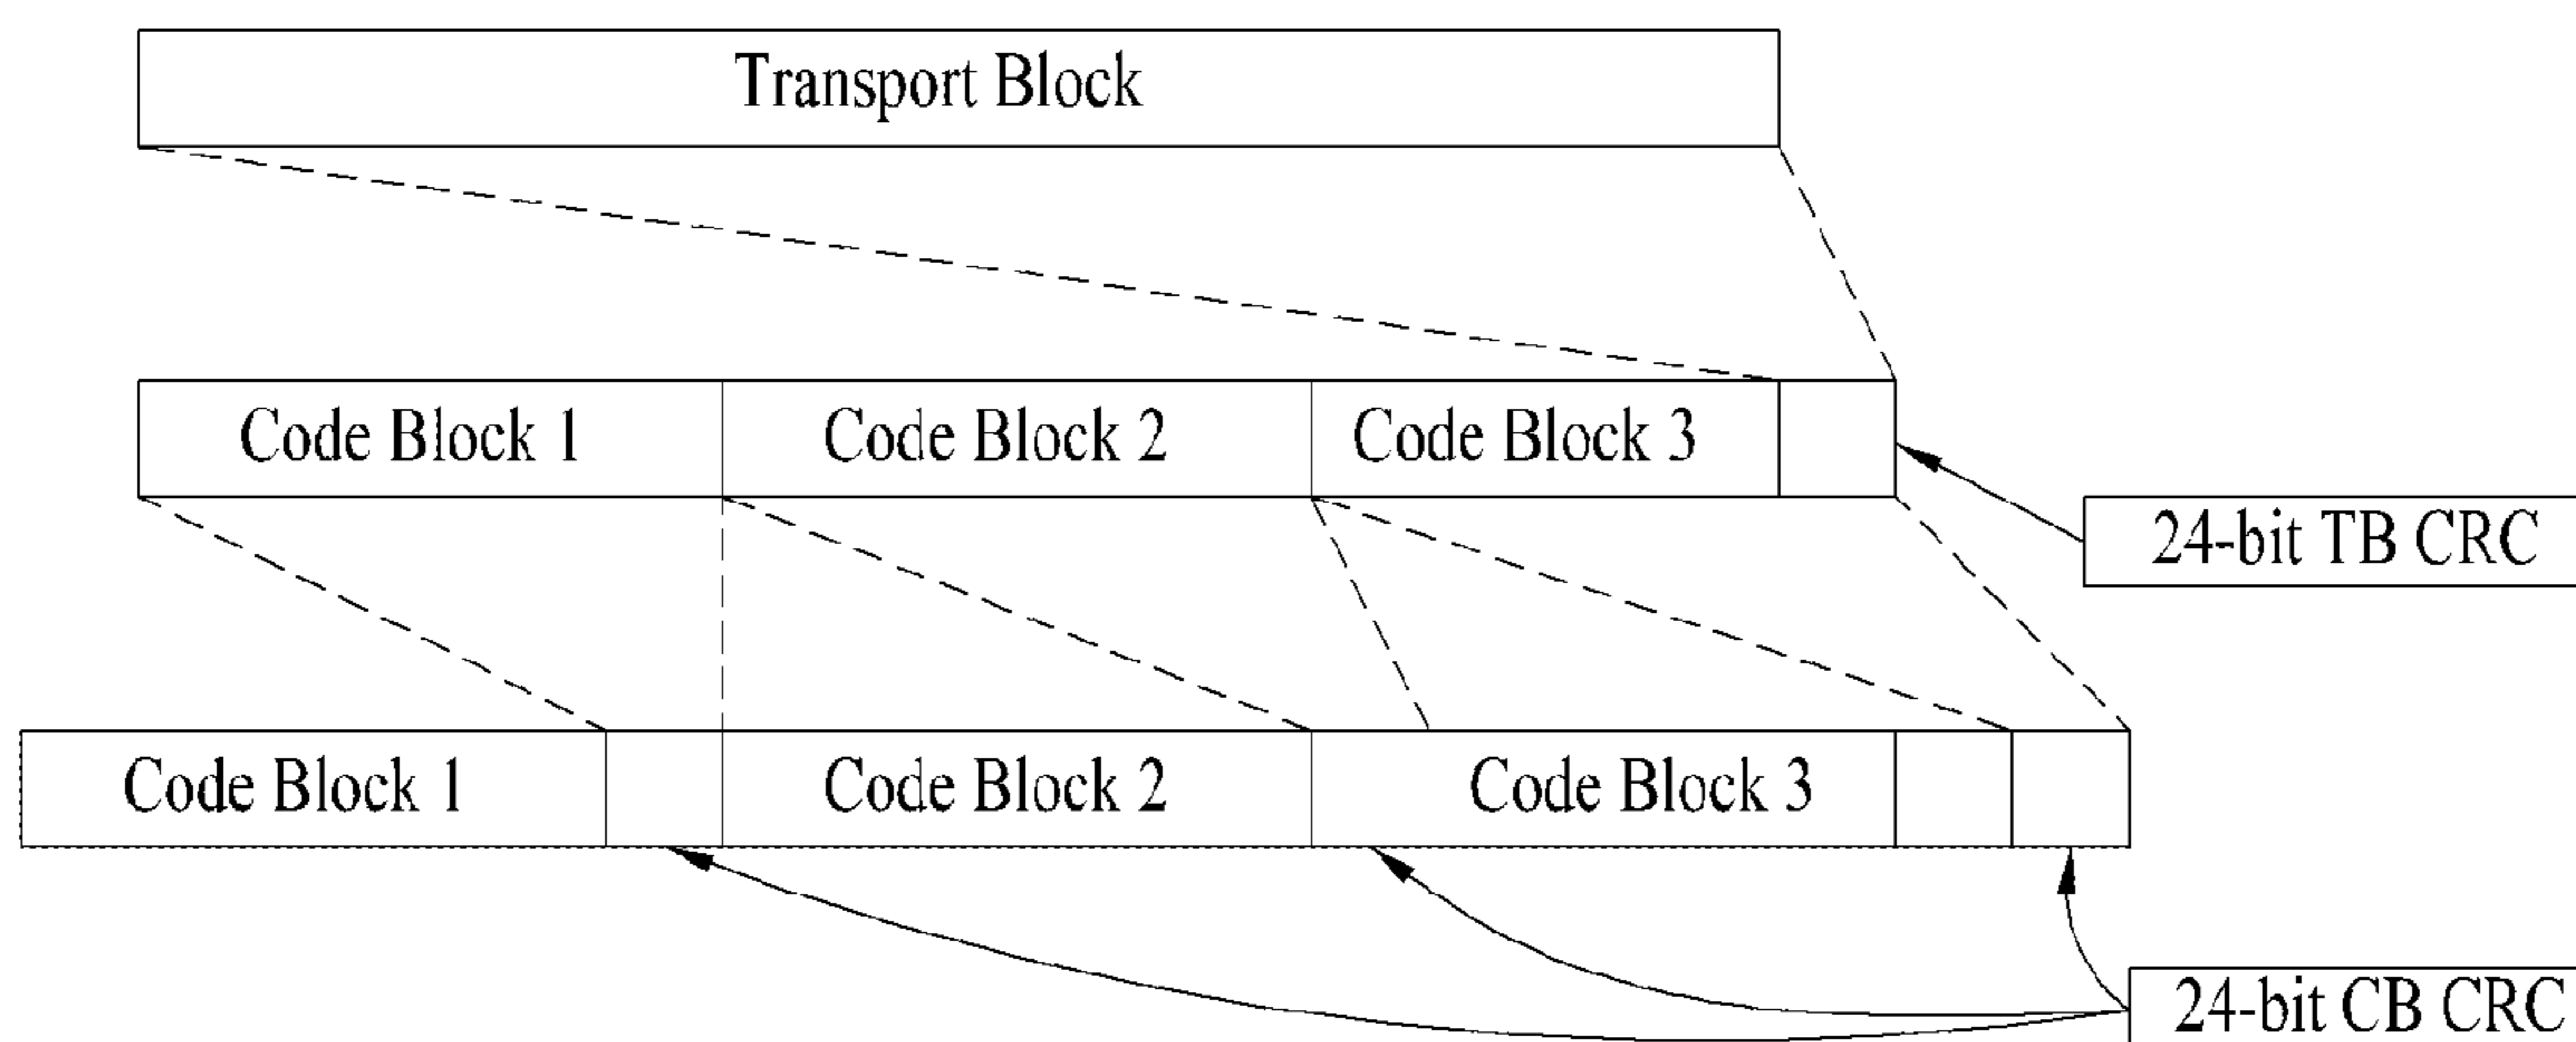 Transport Block
Code Block 1
Code Block 2
Code Block 3
24-bit TB CRC
Code Block 1
Code Block 2
Code Block 3
24-bit CB CRC